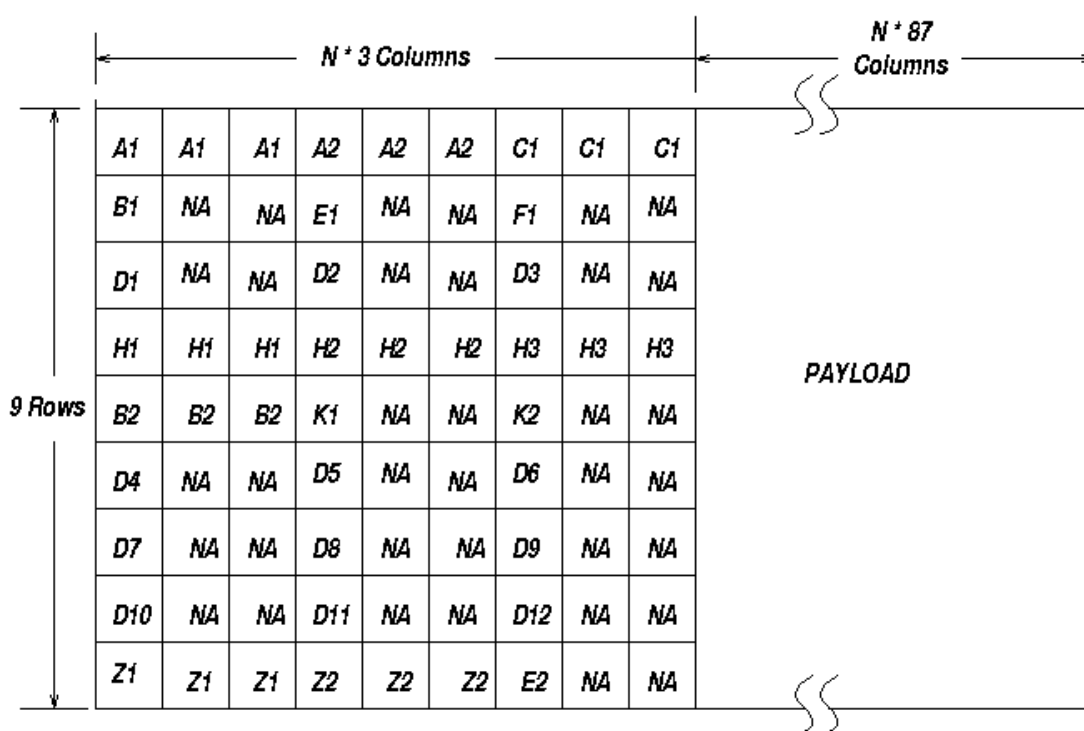 N * 3 Columns
N * 87
Columns
A1 A1 A1 A2 A2 A2 C1 C1 C1
B1 NA NA E1 NA NA F1 NA NA
D1 NA NA D2 NA NA D3 NA NA
H1 H1 H1 H2 H2 H2 H3 H3 H3
PAYLOAD
9 Rows
B2 B2 B2 K1 NA NA K2 NA NA
D4 NA NA D5 NA NA D6 NA NA
D7 NA NA D8 NA NA D9 NA NA
D10 NA NA D11 NA NA D12 NA NA
Z1 Z1 Z1 Z2 Z2 Z2 E2 NA NA